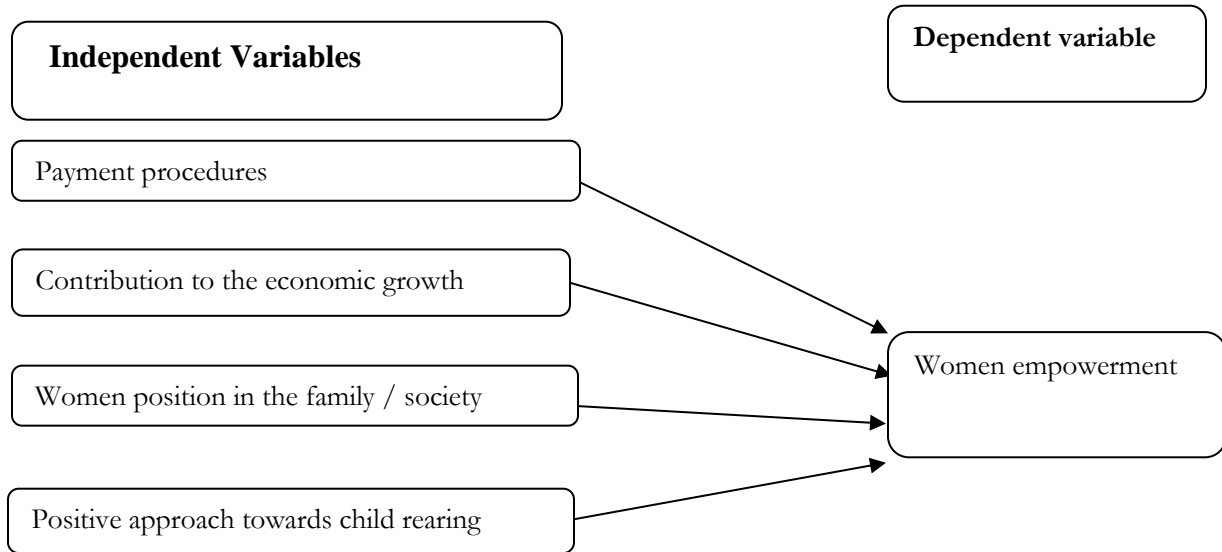 Independent Variables
Dependent variable
Payment procedures
Contribution to the economic growth
Women position in the family / society
Positive approach towards child rearing
Women empowerment